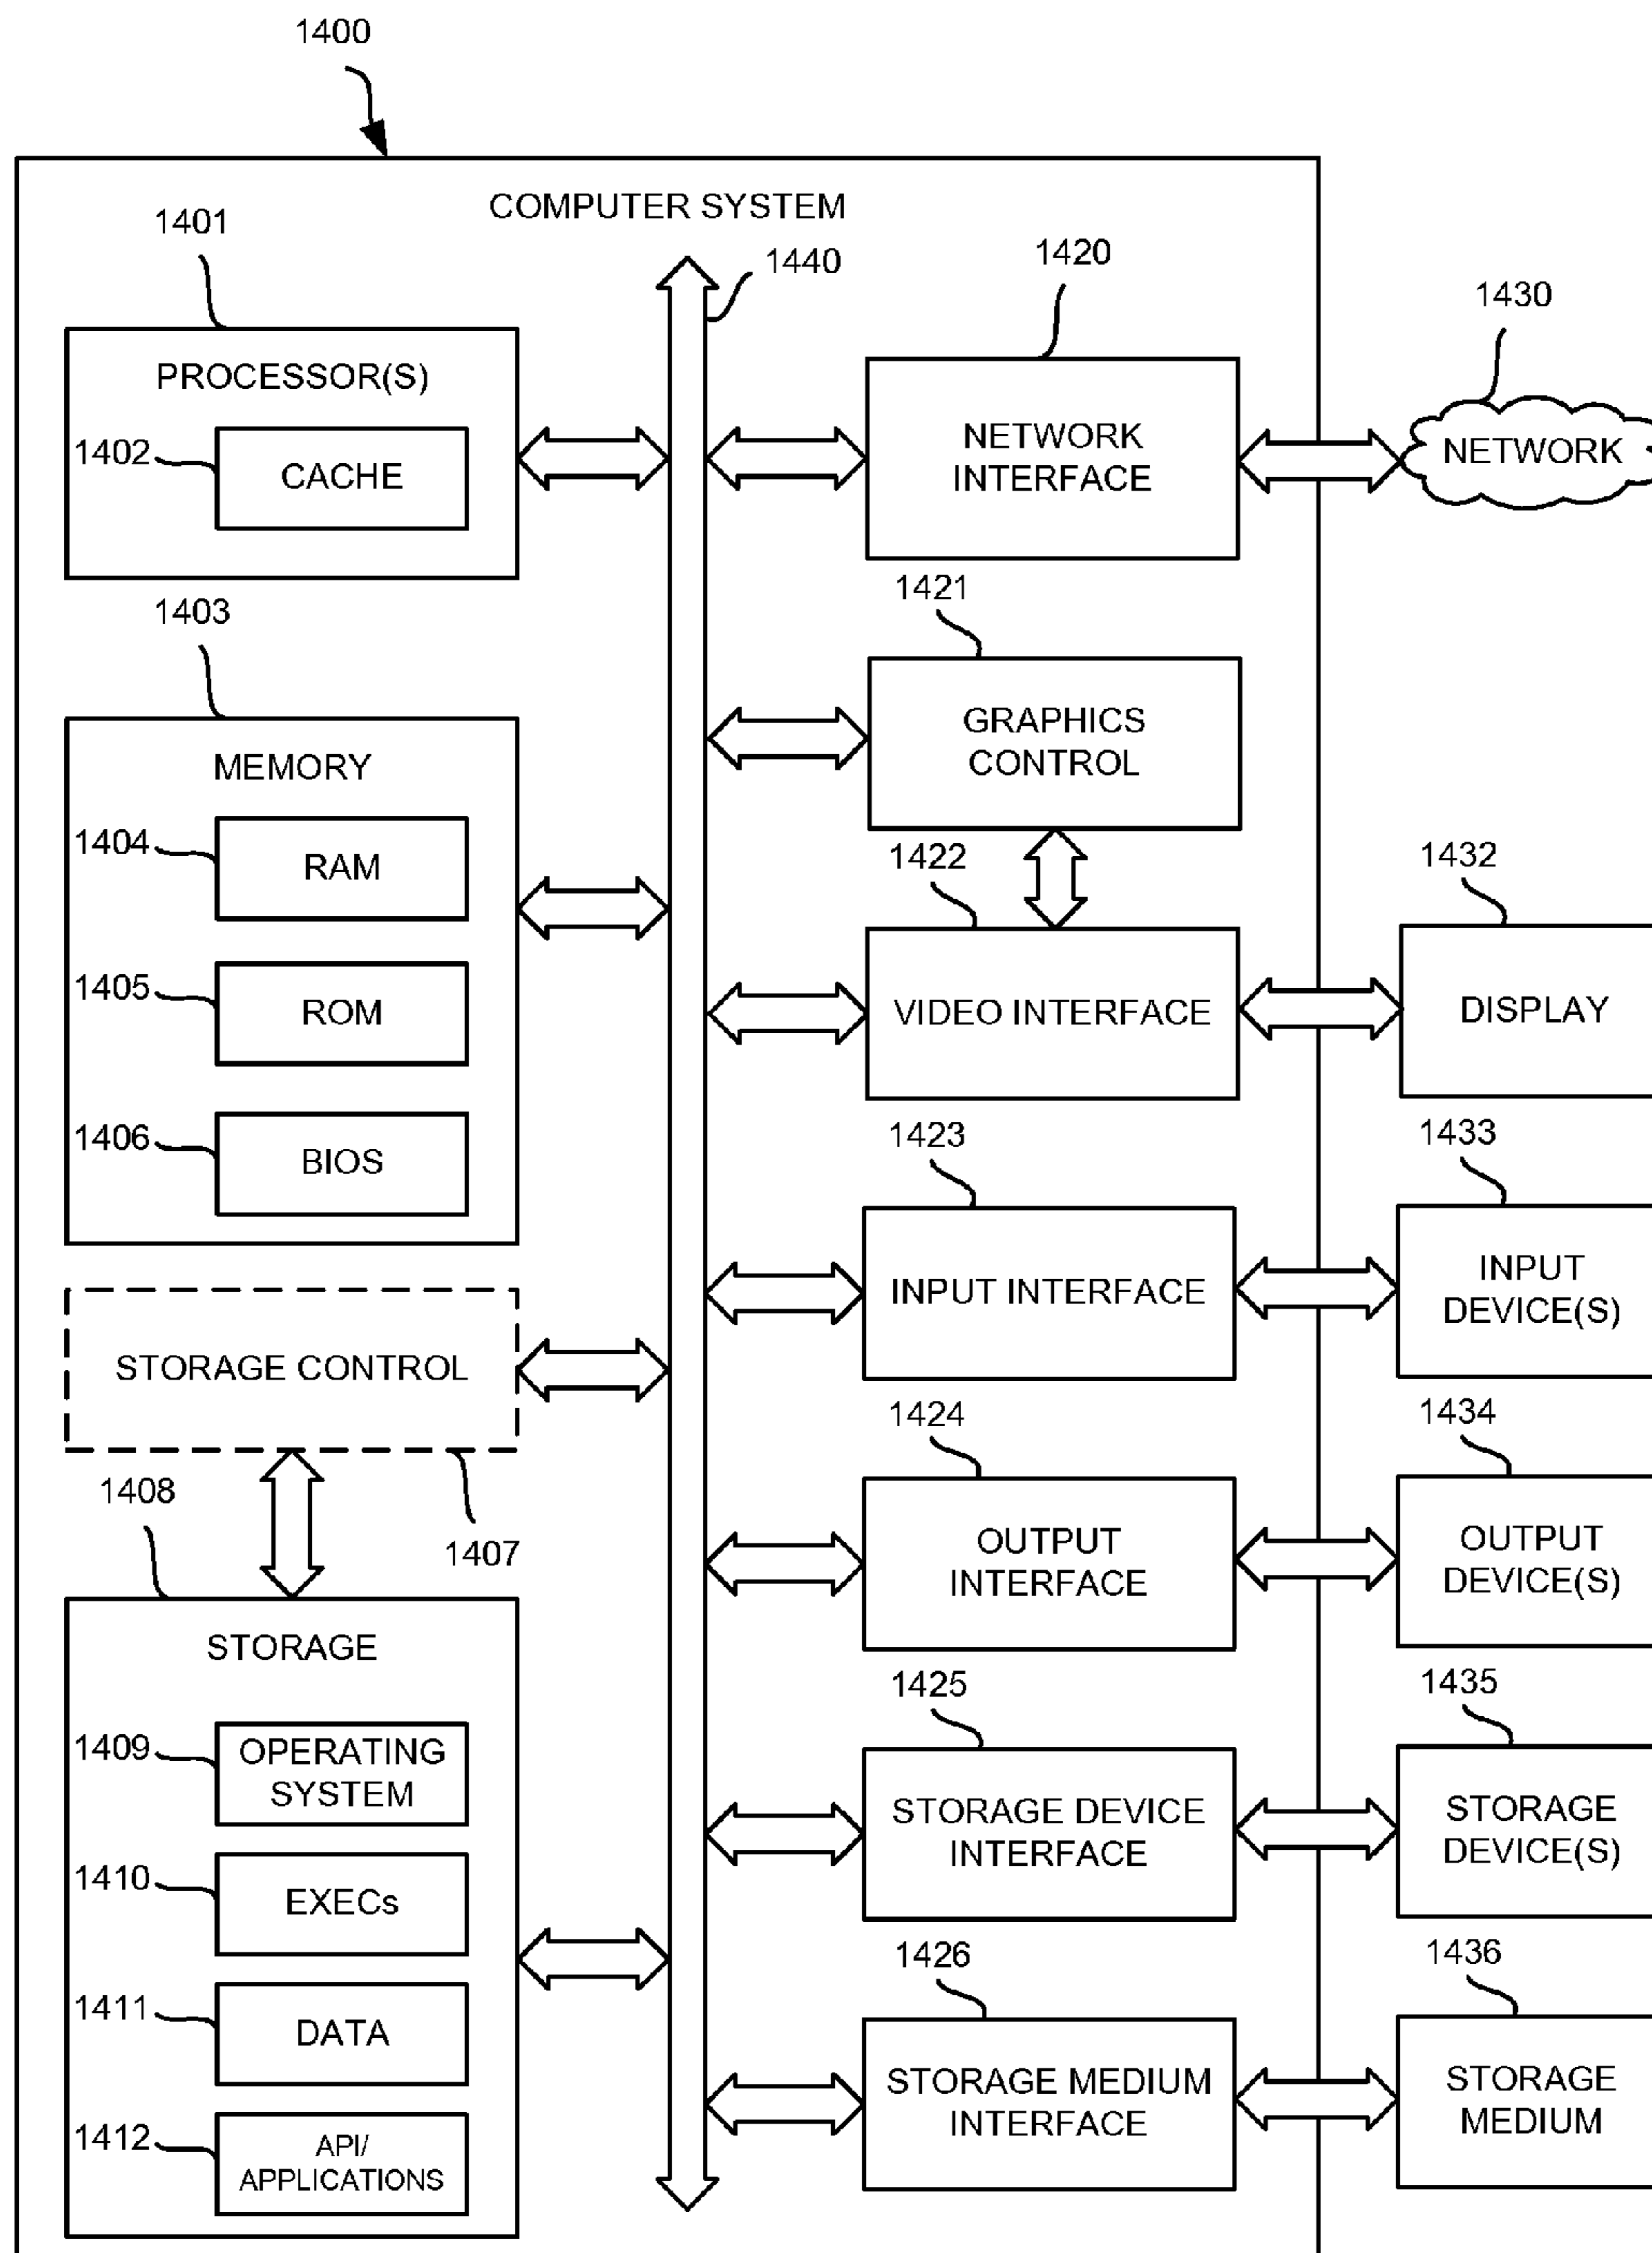 1400
COMPUTER SYSTEM
1401
1440
1420
1430
PROCESSOR(S)
1402
CACHE
NETWORK
INTERFACE
NETWORK
1403
1421
MEMORY
GRAPHICS
CONTROL
1404
RAM
1422
1432
1405
ROM
VIDEO INTERFACE
DISPLAY
1406
BIOS
1423
1433
INPUT INTERFACE
INPUT
DEVICE(S)
STORAGE CONTROL
1407
1424
1434
1408
OUTPUT
INTERFACE
OUTPUT
DEVICE(S)
STORAGE
1425
1435
1409
OPERATING
SYSTEM
STORAGE DEVICE
INTERFACE
STORAGE
DEVICE(S)
1410
EXECs
1426
1436
1411
DATA
STORAGE MEDIUM
INTERFACE
STORAGE
MEDIUM
1412
API/
APPLICATIONS